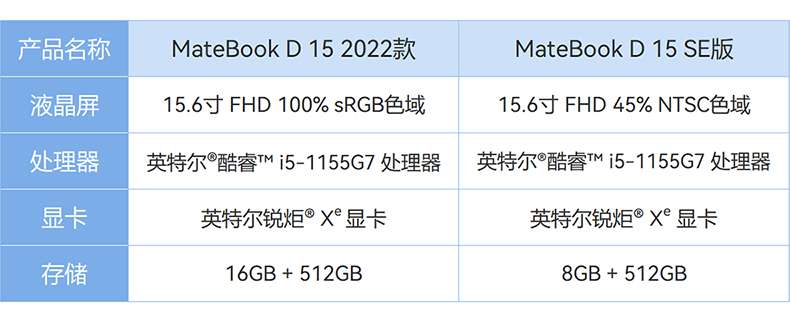 产品名称 MateBook D 15 2022款 MateBook D 15 SE版
液晶屏 15.6寸 FHD 100% sRGB色域 15.6寸 FHD 45% NTSC色域
处理器 英特尔®酷睿™ i5-1155G7 处理器 英特尔®酷睿™ i5-1155G7 处理器
显卡 英特尔锐炬® Xᵉ 显卡 英特尔锐炬® Xᵉ 显卡
存储 16GB + 512GB 8GB + 512GB